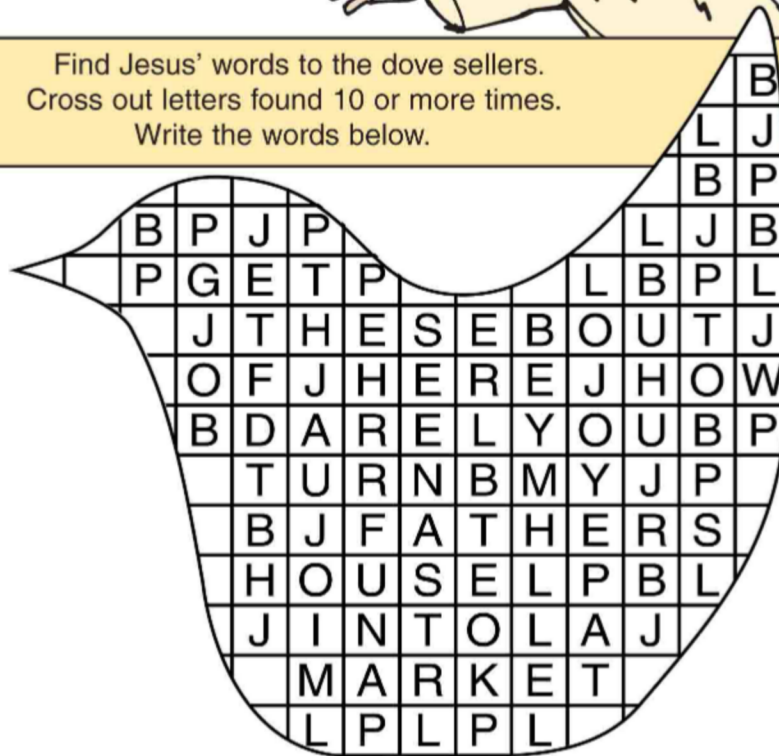 Find Jesus' words to the dove sellers.
Cross out letters found 10 or more times.
Write the words below.
B
L J
B P
B P J P L J B
P G E T P L B P L
J T H E S E B O U T J
O F J H E R E J H O W
B D A R E L Y O U B P
T U R N B M Y J P
B J F A T H E R S
H O U S E L P B L
J I N T O L A J
M A R K E T
L P L P L